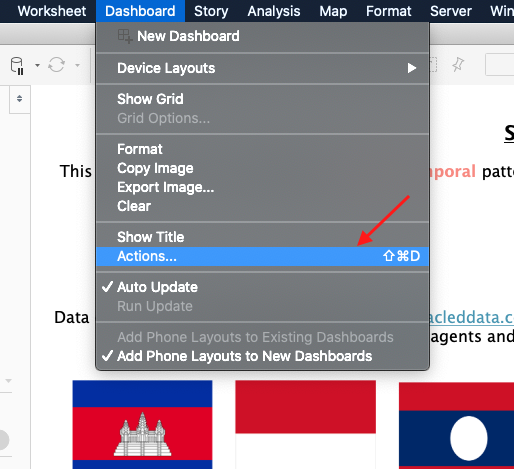 Worksheet Dashboard Story Analysis Map Format Server Win
New Dashboard
Device Layouts
Show Grid
Grid Options...
Format
Copy Image
Export Image...
Clear
Show Title
Actions... ⇧⌘D
✓ Auto Update
Run Update
Add Phone Layouts to Existing Dashboards
✓ Add Phone Layouts to New Dashboards
S
This mporal patt
Data acleddata.c
agents and